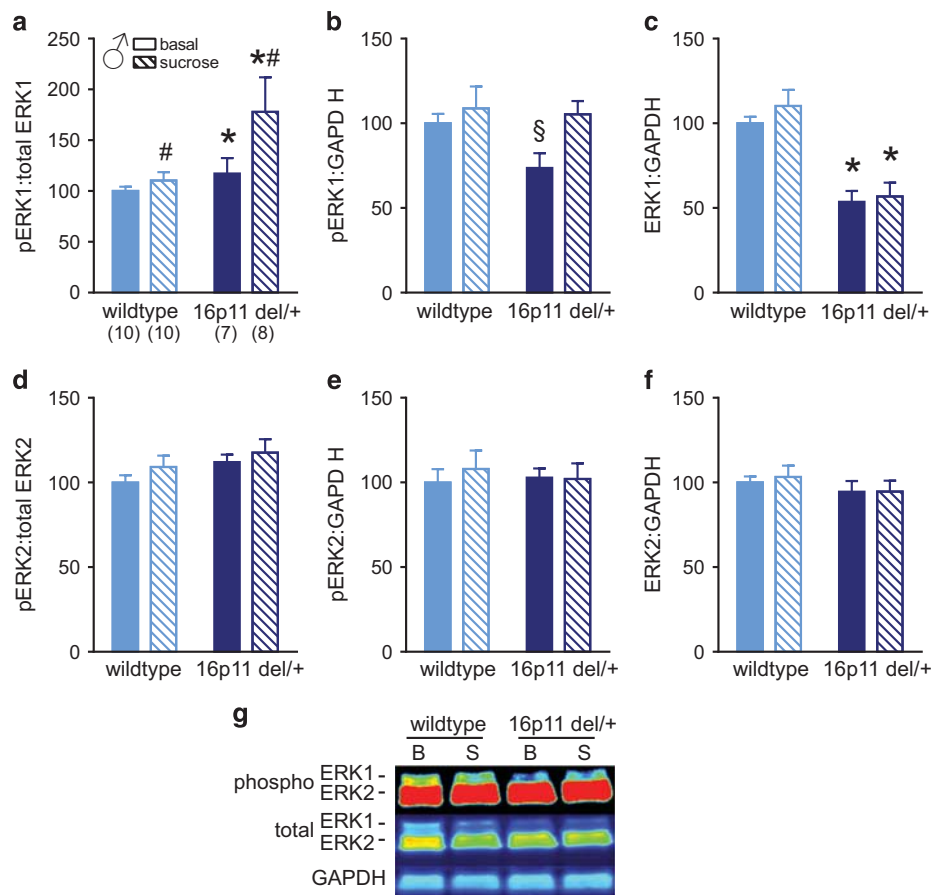 a
250
200
150
100
50
0
pERK1:total ERK1
♂ basal
sucrose
#
*
*#
wildtype 16p11 del/+
(10) (10) (7) (8)
b
150
100
50
0
pERK1:GAPD H
§
wildtype 16p11 del/+
c
150
100
50
0
ERK1:GAPDH
* *
wildtype 16p11 del/+
d
150
100
50
0
pERK2:total ERK2
wildtype 16p11 del/+
e
150
100
50
0
pERK2:GAPD H
wildtype 16p11 del/+
f
150
100
50
0
ERK2:GAPDH
wildtype 16p11 del/+
g
wildtype 16p11 del/+
B S B S
phospho ERK1 -
ERK2 -
total ERK1 -
ERK2 -
GAPDH